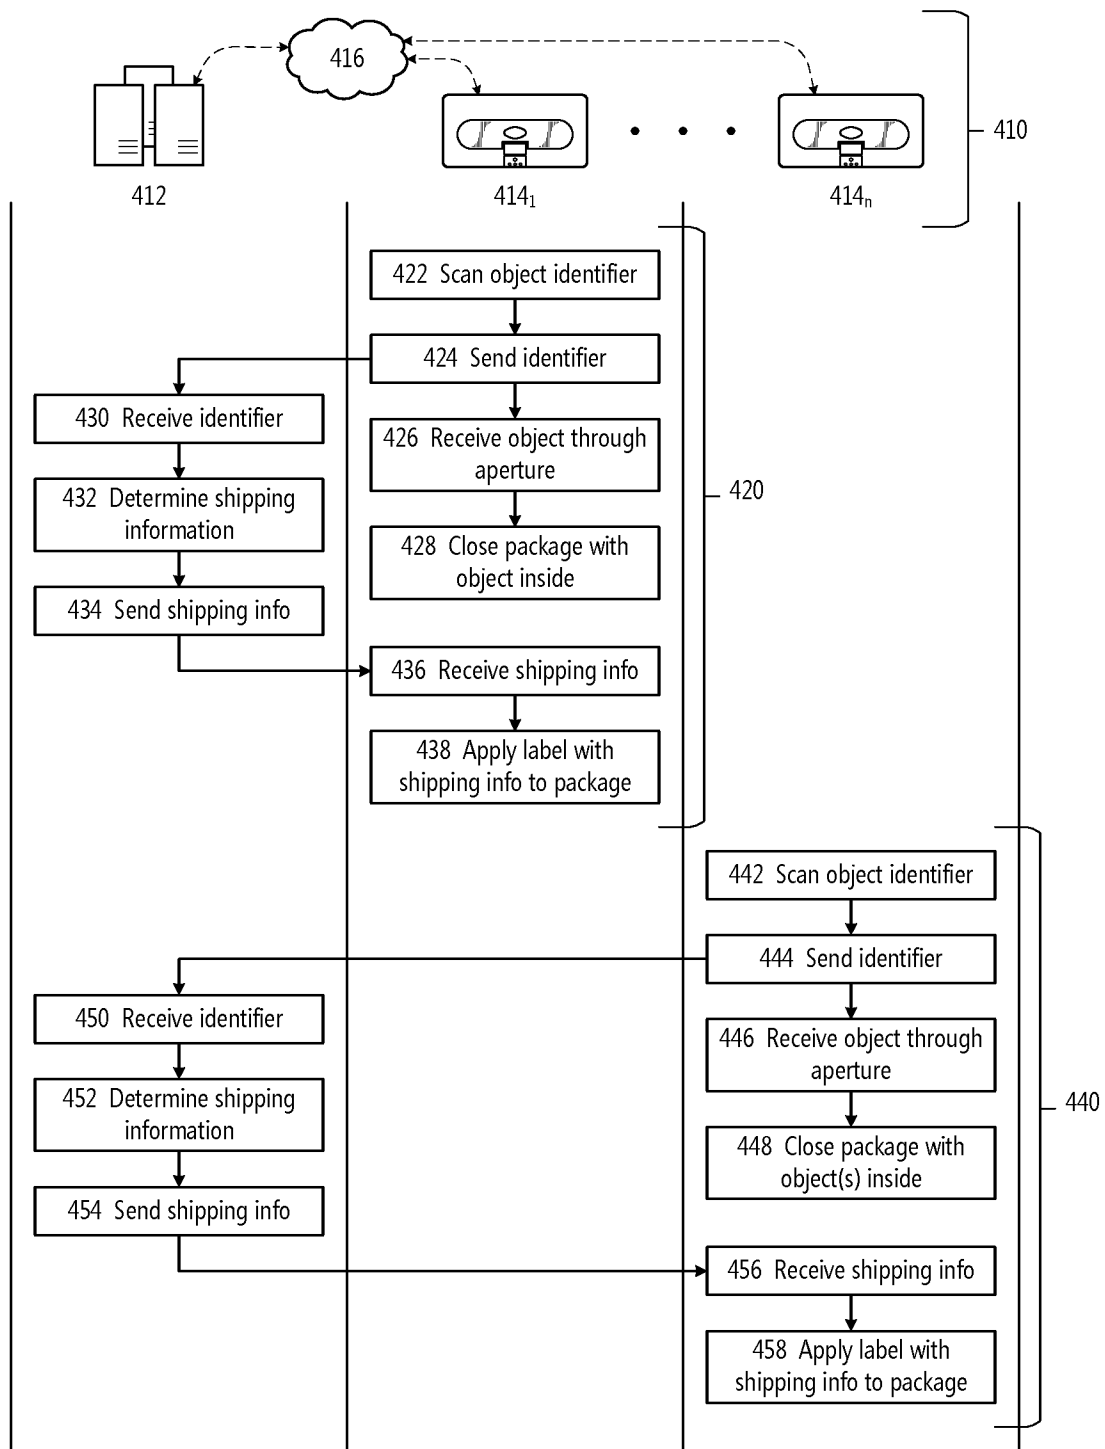 416
410
412
414₁
414ₙ
422 Scan object identifier
424 Send identifier
430 Receive identifier
426 Receive object through
aperture
432 Determine shipping
information
420
428 Close package with
object inside
434 Send shipping info
436 Receive shipping info
438 Apply label with
shipping info to package
442 Scan object identifier
444 Send identifier
450 Receive identifier
446 Receive object through
aperture
452 Determine shipping
information
440
448 Close package with
object(s) inside
454 Send shipping info
456 Receive shipping info
458 Apply label with
shipping info to package